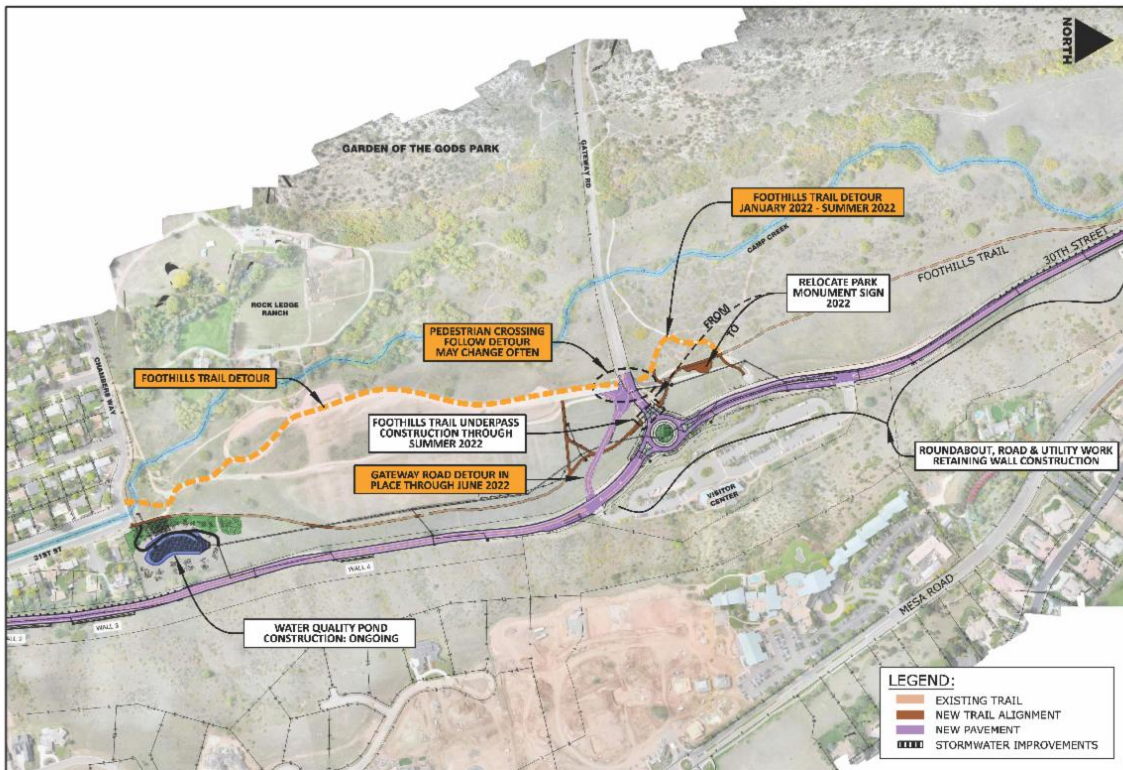 NORTH
GARDEN OF THE GODS PARK
GATEWAY RD
FOOTHILLS TRAIL DETOUR
JANUARY 2022 - SUMMER 2022
CAMP CREEK
30TH STREET
FOOTHILLS TRAIL
RELOCATE PARK
MONUMENT SIGN
2022
FROM
TO
ROCK LEDGE
RANCH
PEDESTRIAN CROSSING
FOLLOW DETOUR
MAY CHANGE OFTEN
CHAMBERS WAY
FOOTHILLS TRAIL DETOUR
FOOTHILLS TRAIL UNDERPASS
CONSTRUCTION THROUGH
SUMMER 2022
ROUNDABOUT, ROAD & UTILITY WORK
RETAINING WALL CONSTRUCTION
GATEWAY ROAD DETOUR IN
PLACE THROUGH JUNE 2022
VISITOR
CENTER
31ST ST
WALL 4
MESA ROAD
WALL 3
WATER QUALITY POND
CONSTRUCTION: ONGOING
LEGEND:
EXISTING TRAIL
NEW TRAIL ALIGNMENT
NEW PAVEMENT
STORMWATER IMPROVEMENTS